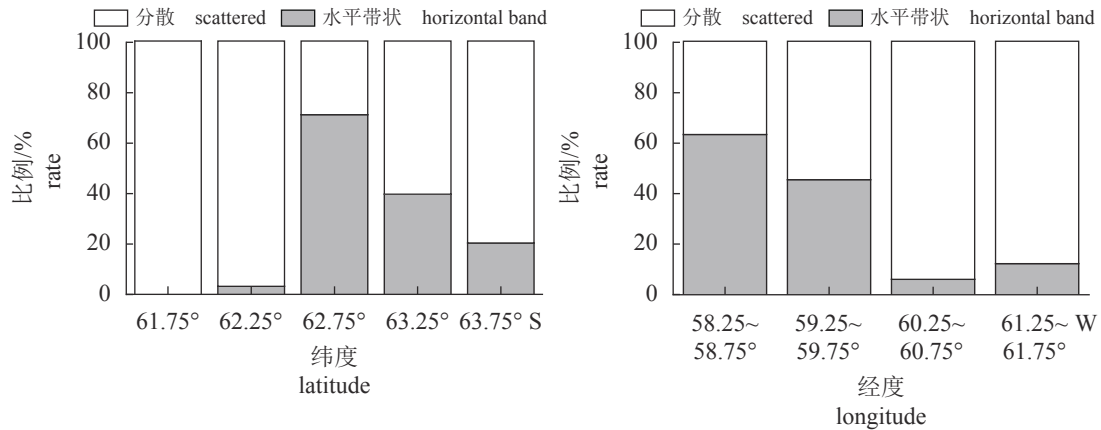 分散 scattered 水平带状 horizontal band
100
80
60
40
20
0
比例/%
rate
61.75° 62.25° 62.75° 63.25° 63.75° S
纬度
latitude
分散 scattered 水平带状 horizontal band
100
80
60
40
20
0
比例/%
rate
58.25~ 59.25~ 60.25~ 61.25~ W
58.75° 59.75° 60.75° 61.75°
经度
longitude